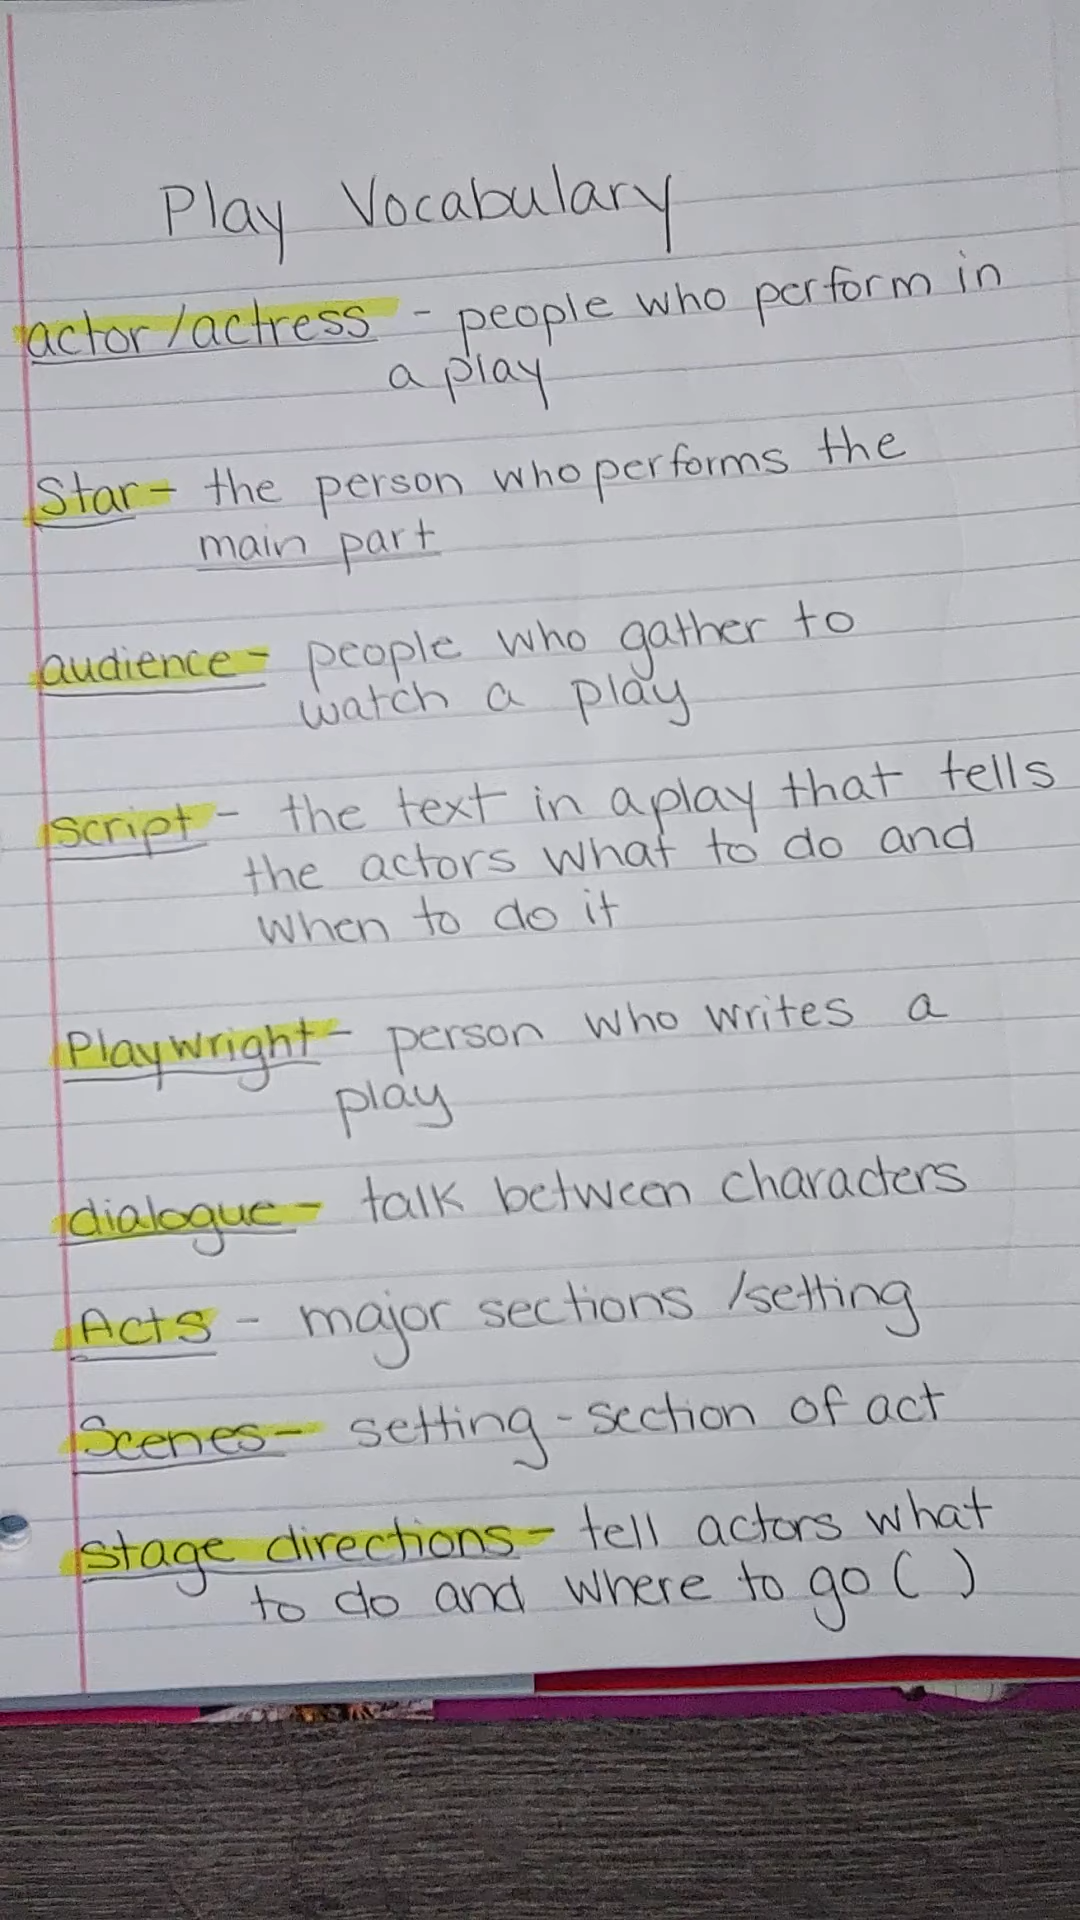 Play Vocabulary
actor/actress - people who perform in
a play
Star - the person who performs the
main part
audience - people who gather to
watch a play
script - the text in a play that tells
the actors what to do and
when to do it
Playwright - person who writes a
play
dialogue - talk between characters
Acts - major sections /setting
Scenes - setting - section of act
stage directions - tell actors what
to do and where to go ( )